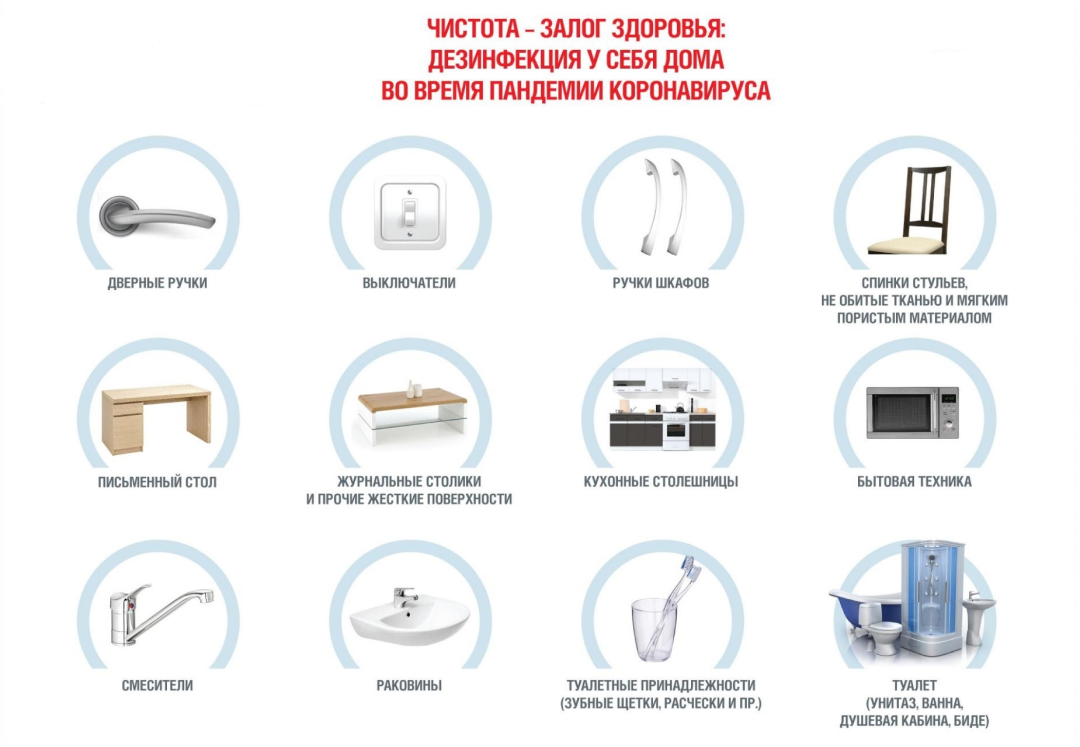 ЧИСТОТА – ЗАЛОГ ЗДОРОВЬЯ:
ДЕЗИНФЕКЦИЯ У СЕБЯ ДОМА
ВО ВРЕМЯ ПАНДЕМИИ КОРОНАВИРУСА
ДВЕРНЫЕ РУЧКИ
ВЫКЛЮЧАТЕЛИ
РУЧКИ ШКАФОВ
СПИНКИ СТУЛЬЕВ,
НЕ ОБИТЫЕ ТКАНЬЮ И МЯГКИМ
ПОРИСТЫМ МАТЕРИАЛОМ
ПИСЬМЕННЫЙ СТОЛ
ЖУРНАЛЬНЫЕ СТОЛИКИ
И ПРОЧИЕ ЖЕСТКИЕ ПОВЕРХНОСТИ
КУХОННЫЕ СТОЛЕШНИЦЫ
БЫТОВАЯ ТЕХНИКА
СМЕСИТЕЛИ
РАКОВИНЫ
ТУАЛЕТНЫЕ ПРИНАДЛЕЖНОСТИ
(ЗУБНЫЕ ЩЕТКИ, РАСЧЕСКИ И ПР.)
ТУАЛЕТ
(УНИТАЗ, ВАННА,
ДУШЕВАЯ КАБИНА, БИДЕ)